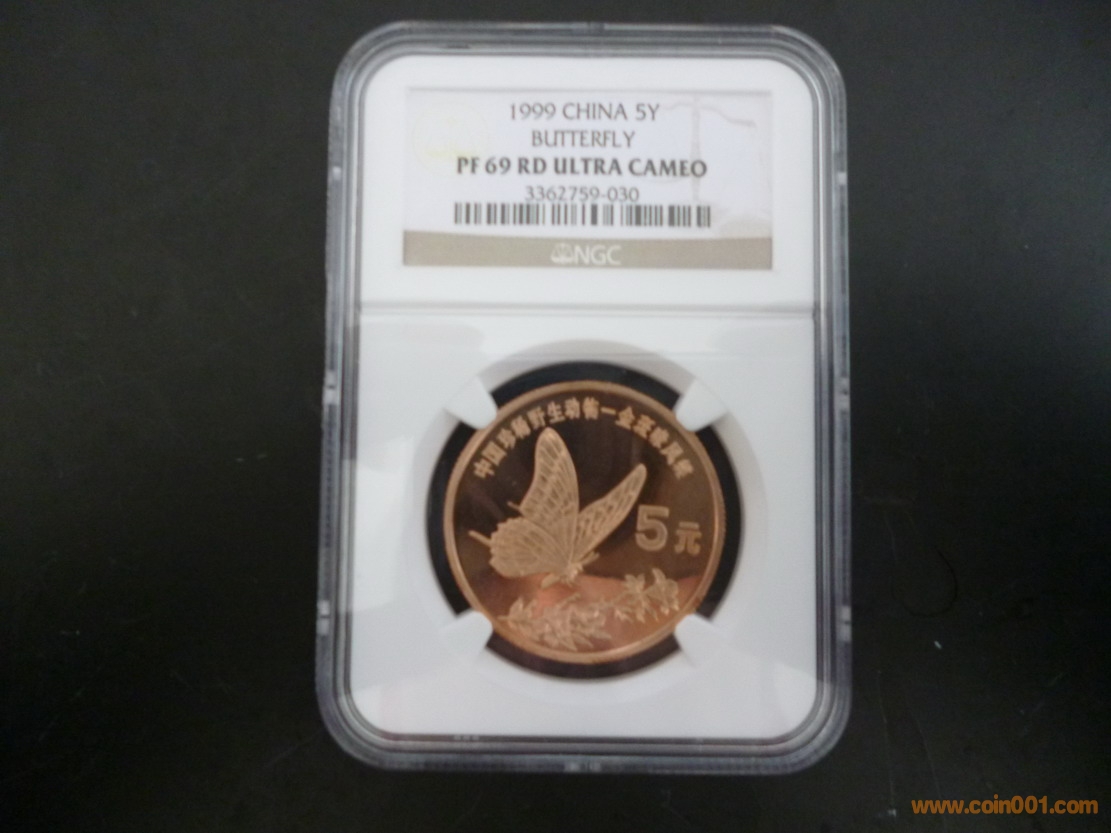 1999 CHINA 5Y
BUTTERFLY
PF 69 RD ULTRA CAMEO
3362759-030
NGC
中国珍稀野生动物一金斑喙凤蝶
5元
www.coin001.com